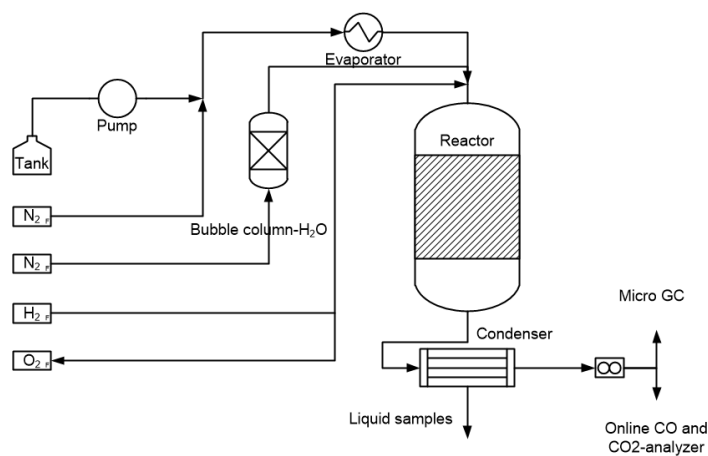 Evaporator
Pump
Tank
Reactor
N2 F
Bubble column-H2O
N2 F
H2 F
O2 F
Micro GC
Condenser
Liquid samples
Online CO and
CO2-analyzer